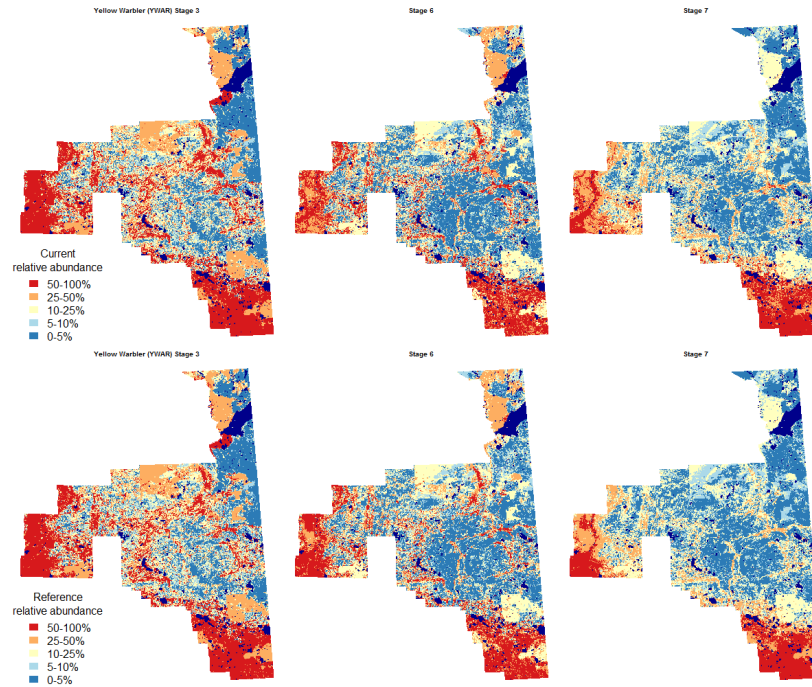 Yellow Warbler (YWAR) Stage 3
Stage 6
Stage 7
Current
relative abundance
50-100%
25-50%
10-25%
5-10%
0-5%
Yellow Warbler (YWAR) Stage 3
Stage 6
Stage 7
Reference
relative abundance
50-100%
25-50%
10-25%
5-10%
0-5%